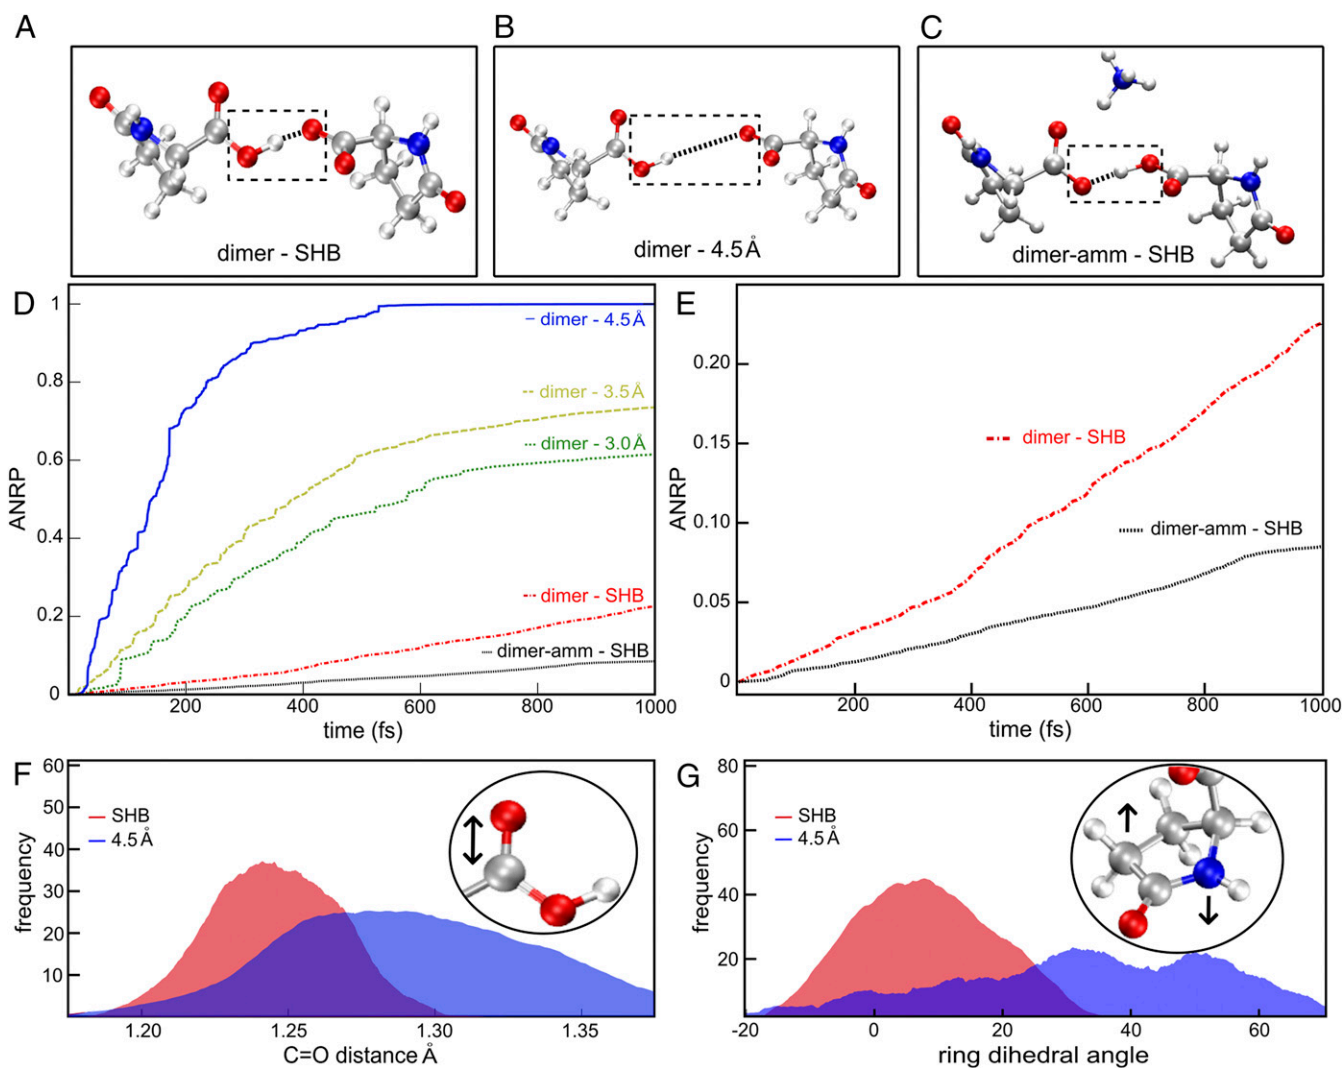 A
B
C
dimer - SHB
dimer - 4.5Å
dimer-amm - SHB
D
1
0.8
0.6
0.4
0.2
0
ANRP
dimer - 4.5Å
dimer - 3.5Å
dimer - 3.0Å
dimer - SHB
dimer-amm - SHB
200
400
600
800
1000
time (fs)
E
0.20
0.15
0.10
0.05
0
ANRP
dimer - SHB
dimer-amm - SHB
200
400
600
800
1000
time (fs)
F
60
50
40
30
20
10
frequency
SHB
4.5Å
1.20
1.25
1.30
1.35
C=O distance Å
G
80
60
40
20
frequency
SHB
4.5Å
-20
0
20
40
60
ring dihedral angle